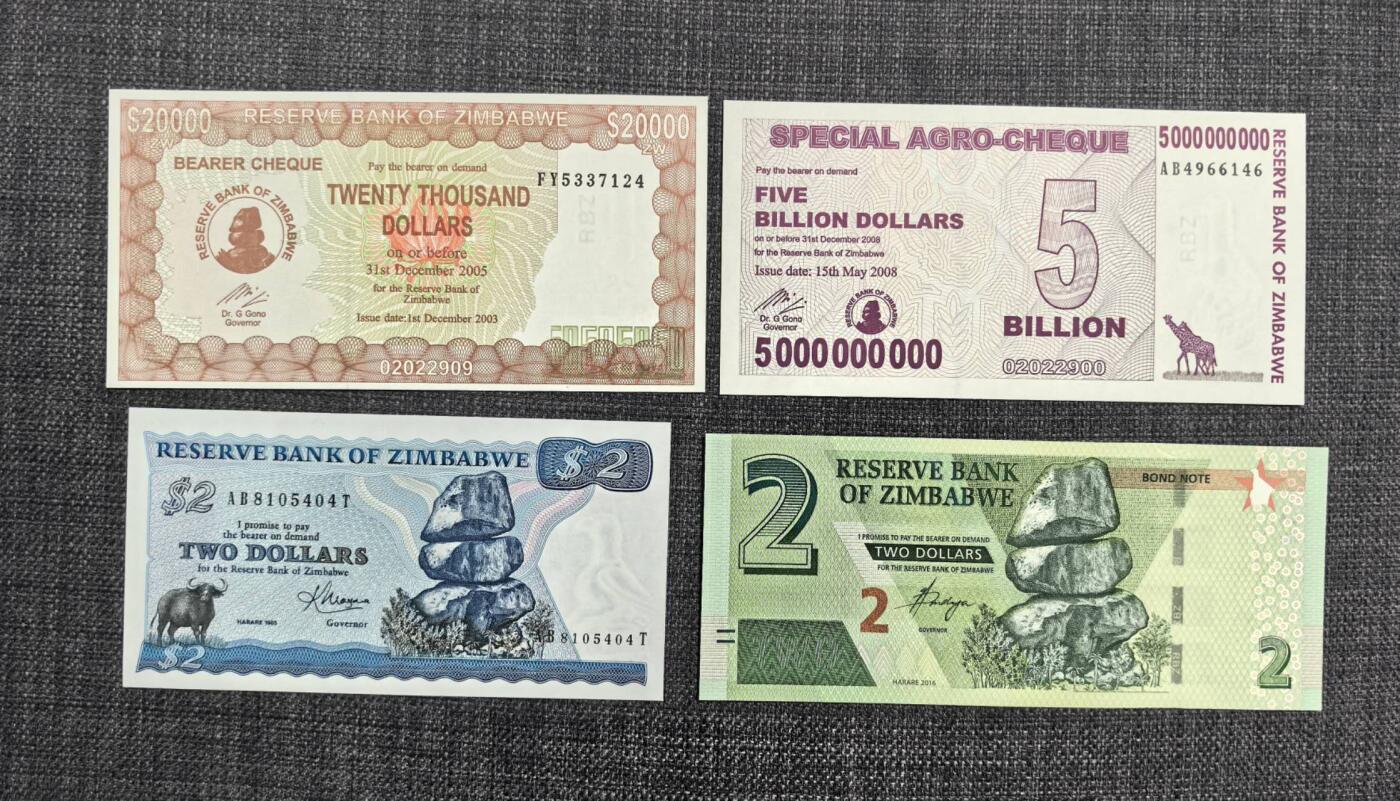 $20000 RESERVE BANK OF ZIMBABWE $20000
ZW ZW
BEARER CHEQUE
Pay the bearer on demand
FY5337124
TWENTY THOUSAND
DOLLARS
on or before
31st December 2005
for the Reserve Bank of
Zimbabwe
Issue date:1st December 2003
RESERVE BANK OF ZIMBABWE
Dr. G Gono
Governor
RBZ
02022909
SPECIAL AGRO-CHEQUE
5000000000
AB4966146
Pay the bearer on demand
FIVE
BILLION DOLLARS
on or before 31st December 2008
for the Reserve Bank of Zimbabwe
Issue date: 15th May 2008
Dr. G Gono
Governor
RESERVE BANK OF ZIMBABWE
5000000000
5
BILLION
02022900
RBZ
RESERVE BANK OF ZIMBABWE
RESERVE BANK OF ZIMBABWE
$2
$2
AB8105404T
I promise to pay
the bearer on demand
TWO DOLLARS
for the Reserve Bank of Zimbabwe
HARARE
Governor
AB8105404T
$2
2
RESERVE BANK
OF ZIMBABWE
BOND NOTE
I PROMISE TO PAY THE BEARER ON DEMAND
TWO DOLLARS
FOR THE RESERVE BANK OF ZIMBABWE
2
GOVERNOR
HARARE 2016
2